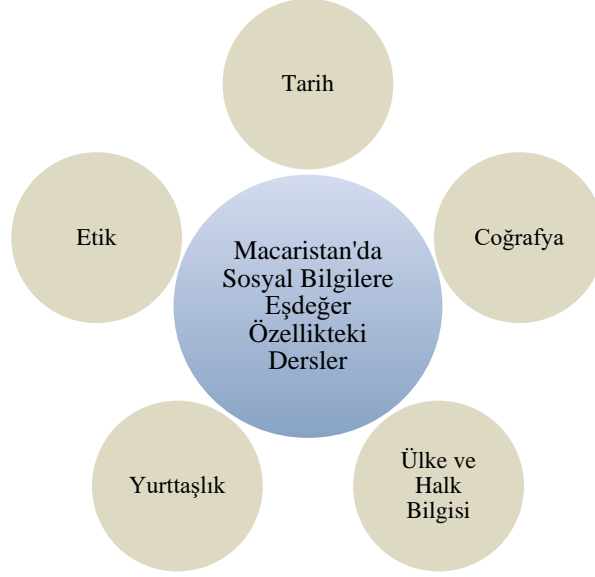 Tarih
Etik
Coğrafya
Macaristan'da
Sosyal Bilgilere
Eşdeğer
Özellikteki
Dersler
Yurttaşlık
Ülke ve
Halk
Bilgisi